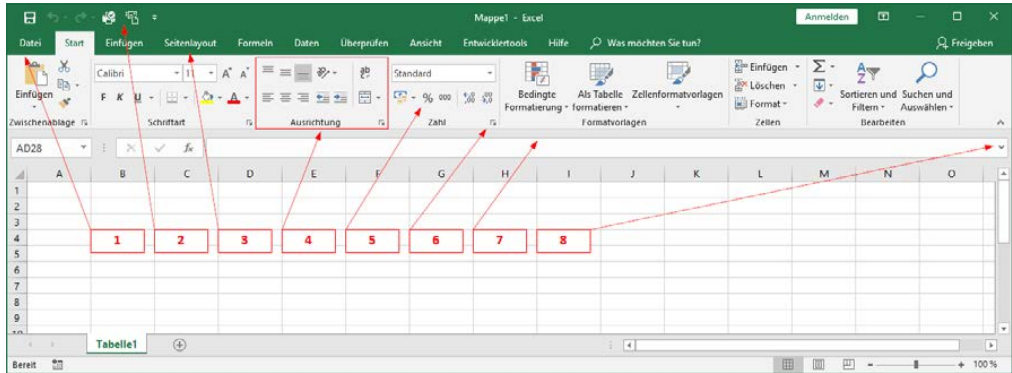 Mappe1 - Excel
Anmelden
Datei Start Einfügen Seitenlayout Formeln Daten Überprüfen Ansicht Entwicklertools Hilfe Was möchten Sie tun? Freigeben
Einfügen
Calibri 11 A A
F K U A
ab
Standard
% 000
Bedingte Formatierung
Als Tabelle formatieren
Zellenformatvorlagen
Einfügen
Löschen
Format
Sortieren und Filtern
Suchen und Auswählen
Zwischenablage Schriftart Ausrichtung Zahl Formatvorlagen Zellen Bearbeiten
AD28 fx
A B C D E F G H I J K L M N O
1
2
3
4
5
6
7
8
9
1 2 3 4 5 6 7 8
Tabelle1
Bereit 100 %